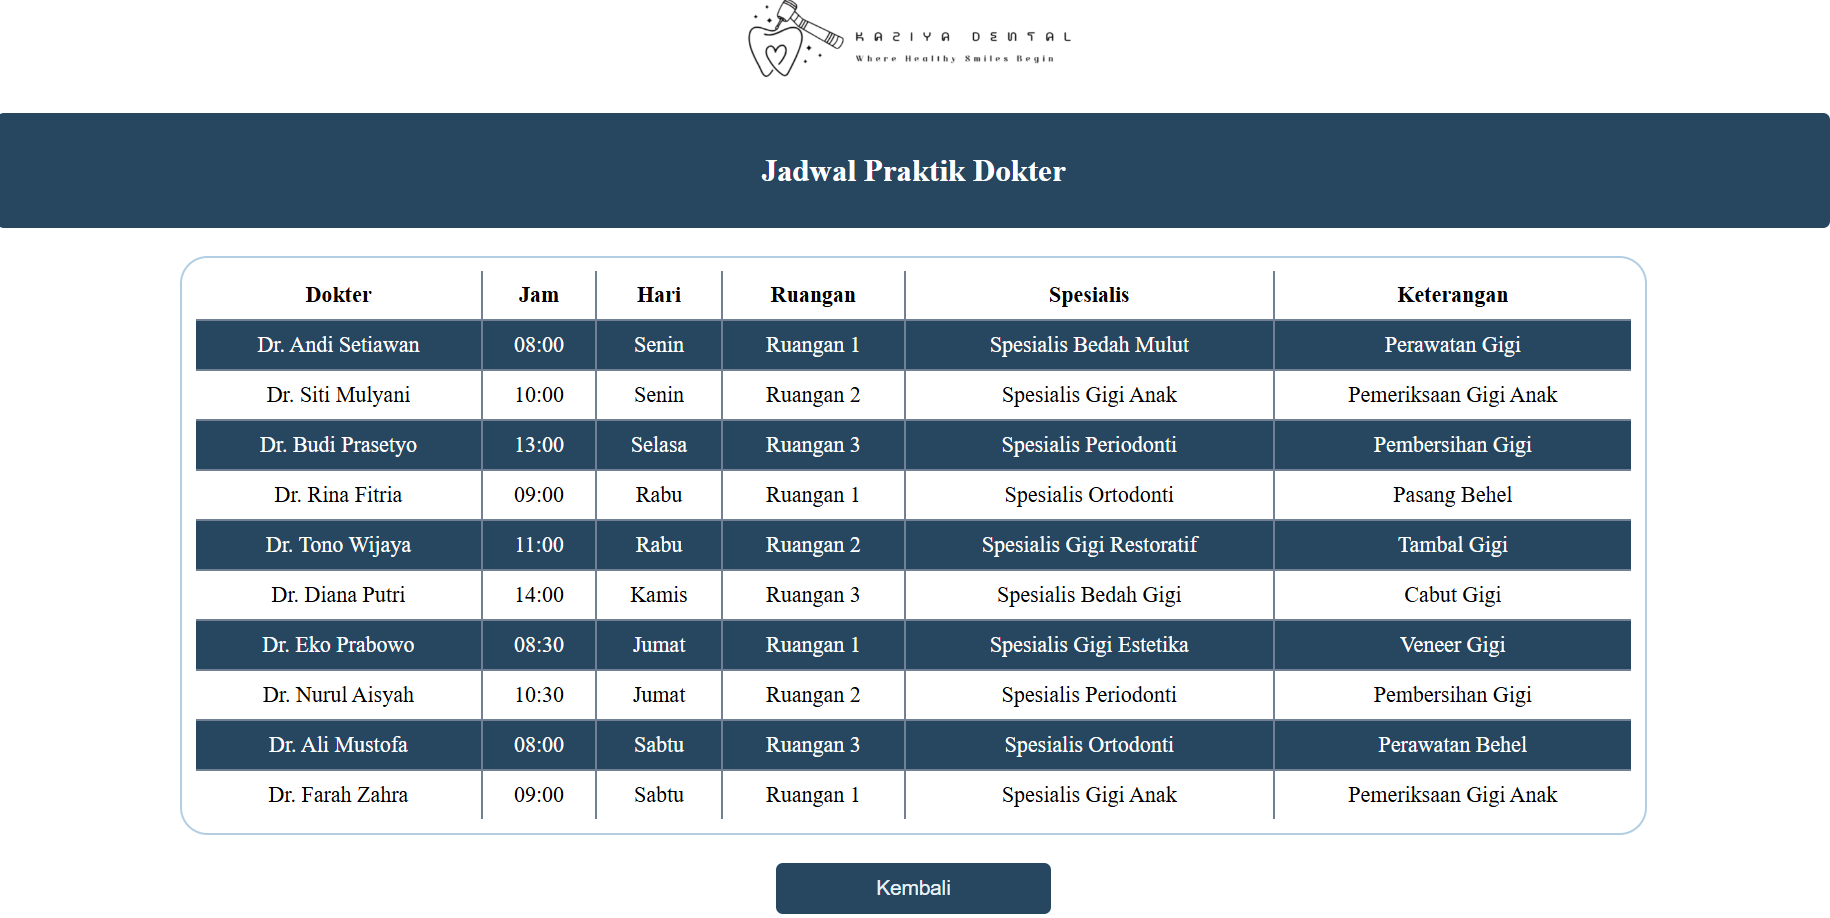 KAZIYA DENTAL
Where Healthy Smiles Begin
Jadwal Praktik Dokter
Dokter Jam Hari Ruangan Spesialis Keterangan
Dr. Andi Setiawan 08:00 Senin Ruangan 1 Spesialis Bedah Mulut Perawatan Gigi
Dr. Siti Mulyani 10:00 Senin Ruangan 2 Spesialis Gigi Anak Pemeriksaan Gigi Anak
Dr. Budi Prasetyo 13:00 Selasa Ruangan 3 Spesialis Periodonti Pembersihan Gigi
Dr. Rina Fitria 09:00 Rabu Ruangan 1 Spesialis Ortodonti Pasang Behel
Dr. Tono Wijaya 11:00 Rabu Ruangan 2 Spesialis Gigi Restoratif Tambal Gigi
Dr. Diana Putri 14:00 Kamis Ruangan 3 Spesialis Bedah Gigi Cabut Gigi
Dr. Eko Prabowo 08:30 Jumat Ruangan 1 Spesialis Gigi Estetika Veneer Gigi
Dr. Nurul Aisyah 10:30 Jumat Ruangan 2 Spesialis Periodonti Pembersihan Gigi
Dr. Ali Mustofa 08:00 Sabtu Ruangan 3 Spesialis Ortodonti Perawatan Behel
Dr. Farah Zahra 09:00 Sabtu Ruangan 1 Spesialis Gigi Anak Pemeriksaan Gigi Anak
Kembali